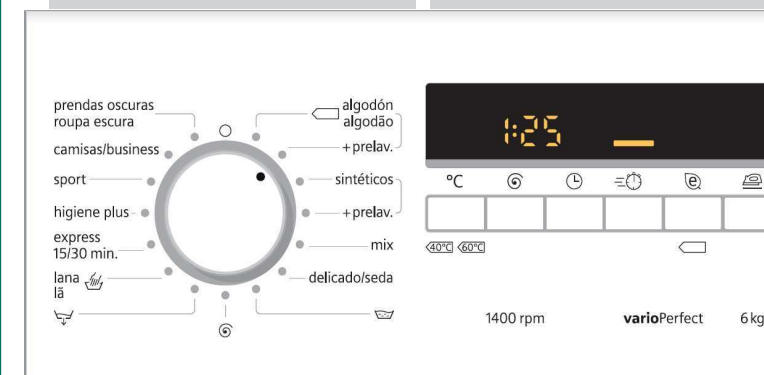 prendas oscuras
roupa escura
camisas/business
sport
higiene plus
express
15/30 min.
lana
lã
algodón
algodão
+prelav.
sintéticos
+prelav.
mix
delicado/seda
1:25
°C
e
40°C 60°C
1400 rpm
varioPerfect
6 kg